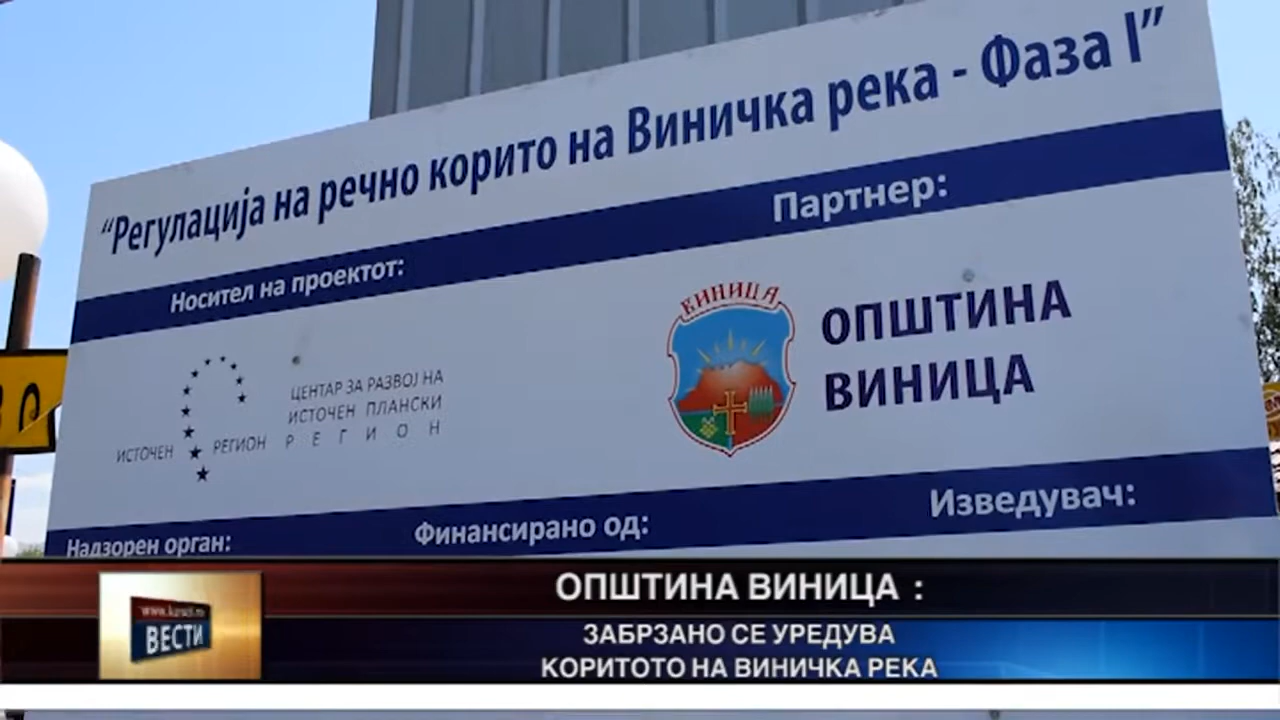 “Регулација на речно корито на Виничка река - Фаза I”
Носител на проектот:
Партнер:
ИСТОЧЕН РЕГИОН
ЦЕНТАР ЗА РАЗВОЈ НА
ИСТОЧЕН ПЛАНСКИ
РЕГИОН
ВИНИЦА
ОПШТИНА
ВИНИЦА
Надзорен орган:
Финансирано од:
Изведувач:
ОПШТИНА ВИНИЦА :
ВЕСТИ
ЗАБРЗАНО СЕ УРЕДУВА
КОРИТОТО НА ВИНИЧКА РЕКА